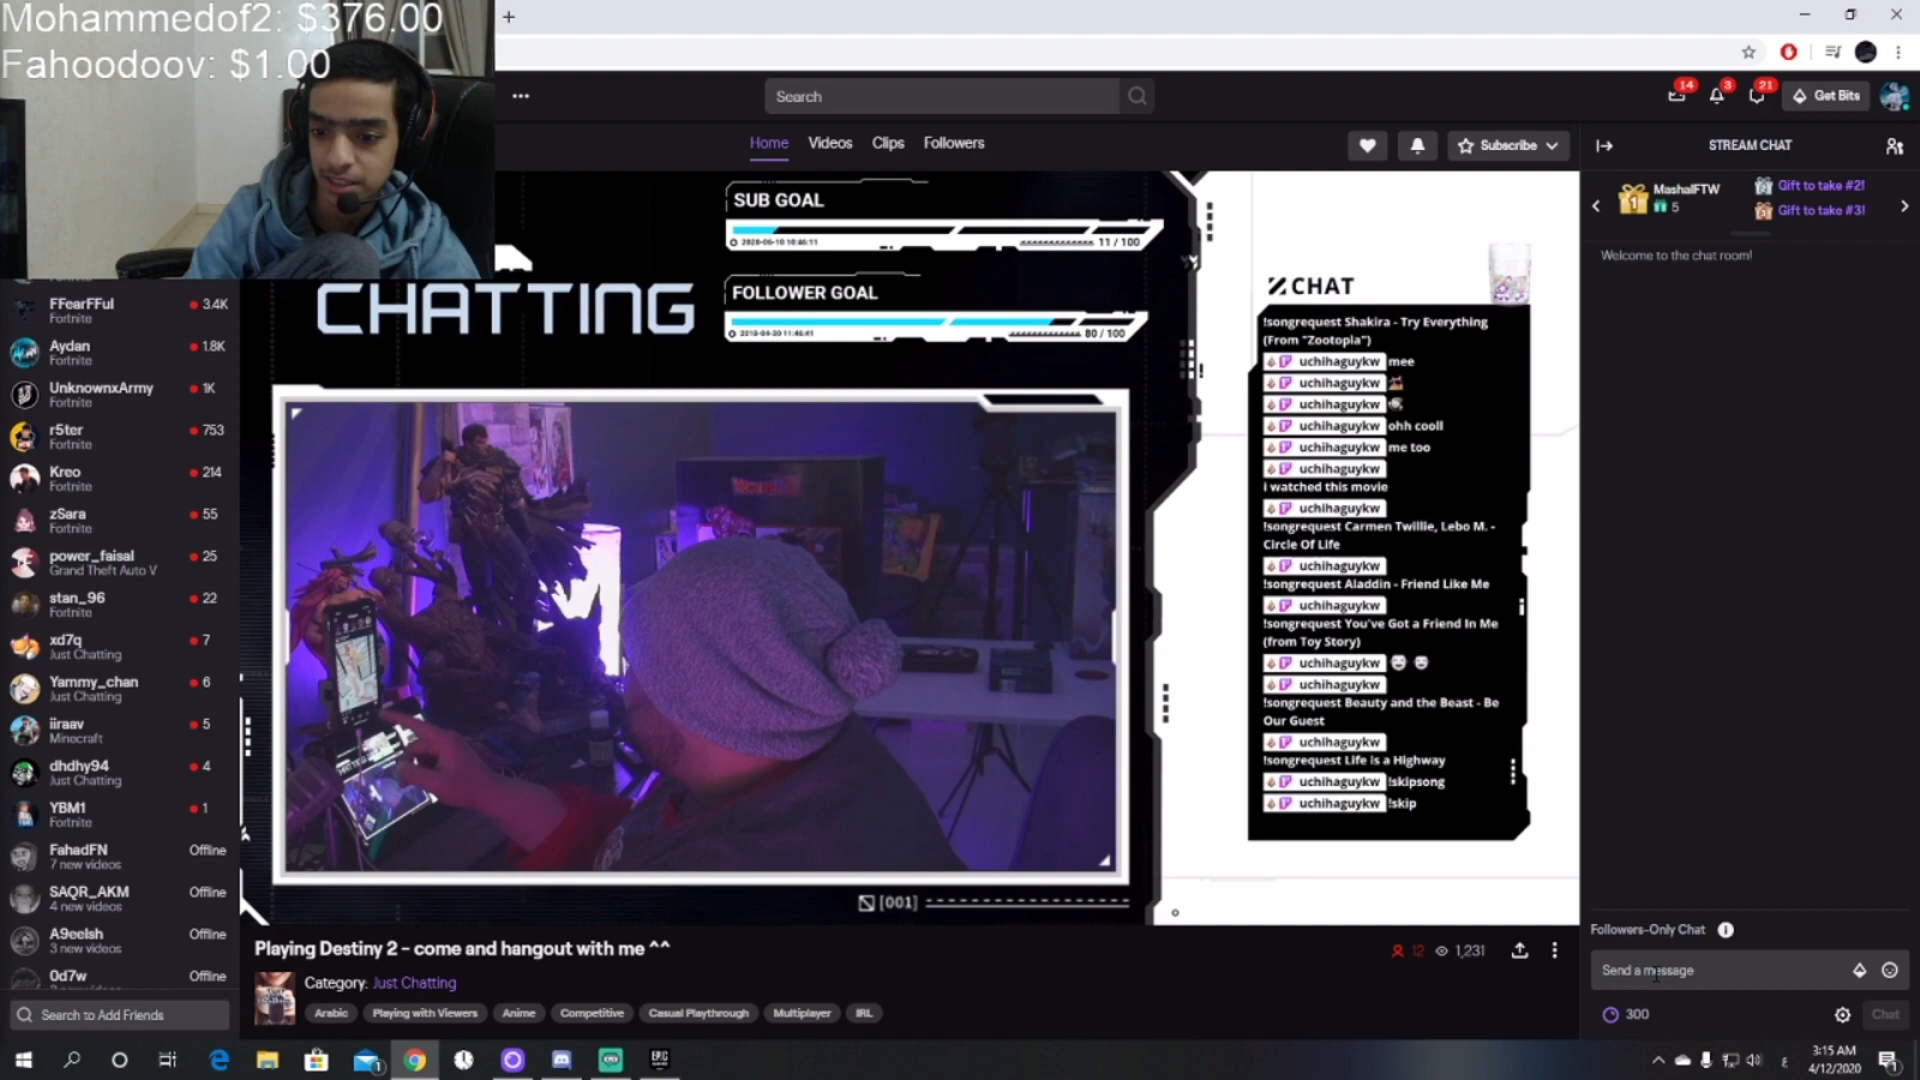 Mohammedof2: $376.00
Fahoodoov: $1.00
Search
14
3
21
Get Bits
Home
Videos
Clips
Followers
Subscribe
STREAM CHAT
MashalFTW
5
Gift to take #2!
Gift to take #3!
Welcome to the chat room!
SUB GOAL
2020-06-10 10:46:11
11 / 100
FOLLOWER GOAL
80 / 100
CHATTING
CHAT
!songrequest Shakira - Try Everything
(From "Zootopia")
uchihaguykw mee
uchihaguykw
uchihaguykw
uchihaguykw ohh cooll
uchihaguykw me too
uchihaguykw
i watched this movie
uchihaguykw
!songrequest Carmen Twillie, Lebo M. -
Circle Of Life
uchihaguykw
!songrequest Aladdin - Friend Like Me
uchihaguykw
!songrequest You've Got a Friend In Me
(from Toy Story)
uchihaguykw
uchihaguykw
!songrequest Beauty and the Beast - Be
Our Guest
uchihaguykw
!songrequest Life is a Highway
uchihaguykw !skipsong
uchihaguykw !skip
[001]
FFearFFul
3.4K
Fortnite
Aydan
1.8K
Fortnite
UnknownxArmy
1K
Fortnite
r5ter
753
Fortnite
Kreo
214
Fortnite
zSara
55
Fortnite
power_faisal
25
Grand Theft Auto V
stan_96
22
Fortnite
xd7q
7
Just Chatting
Yammy_chan
6
Just Chatting
iiraav
5
Minecraft
dhdhy94
4
Just Chatting
YBM1
1
Fortnite
FahadFN
Offline
7 new videos
SAQR_AKM
Offline
4 new videos
A9eelsh
Offline
3 new videos
0d7w
Offline
Search to Add Friends
Playing Destiny 2 - come and hangout with me ^^
12
1,231
Category: Just Chatting
Arabic
Playing with Viewers
Anime
Competitive
Casual Playthrough
Multiplayer
IRL
Followers-Only Chat
Send a message
300
Chat
EPIC
ع
3:15 AM
4/12/2020